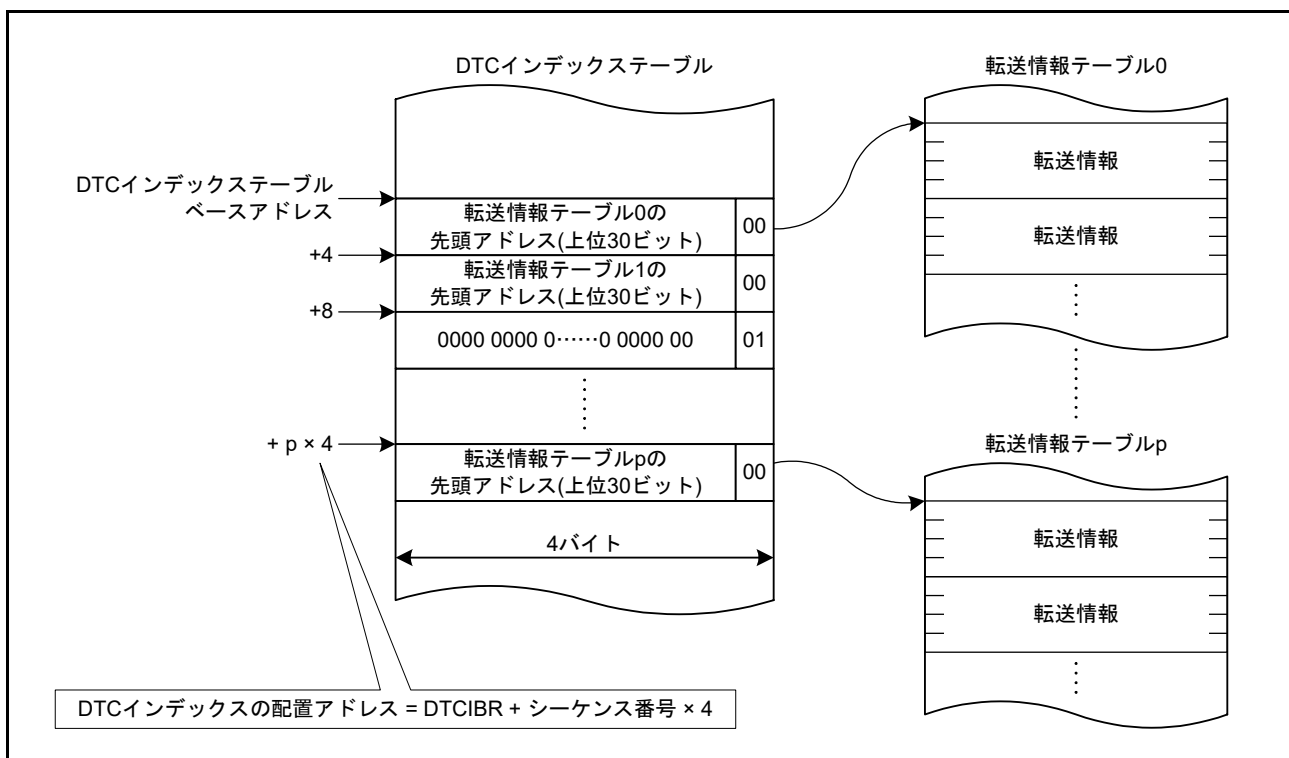 DTCインデックステーブル
転送情報テーブル0
転送情報
転送情報
DTCインデックステーブル
ベースアドレス
転送情報テーブル0の
先頭アドレス(上位30ビット)
00
+4
転送情報テーブル1の
先頭アドレス(上位30ビット)
00
+8
0000 0000 0……0 0000 00
01
+ p × 4
転送情報テーブルpの
先頭アドレス(上位30ビット)
00
4バイト
転送情報テーブルp
転送情報
転送情報
DTCインデックスの配置アドレス = DTCIBR + シーケンス番号 × 4